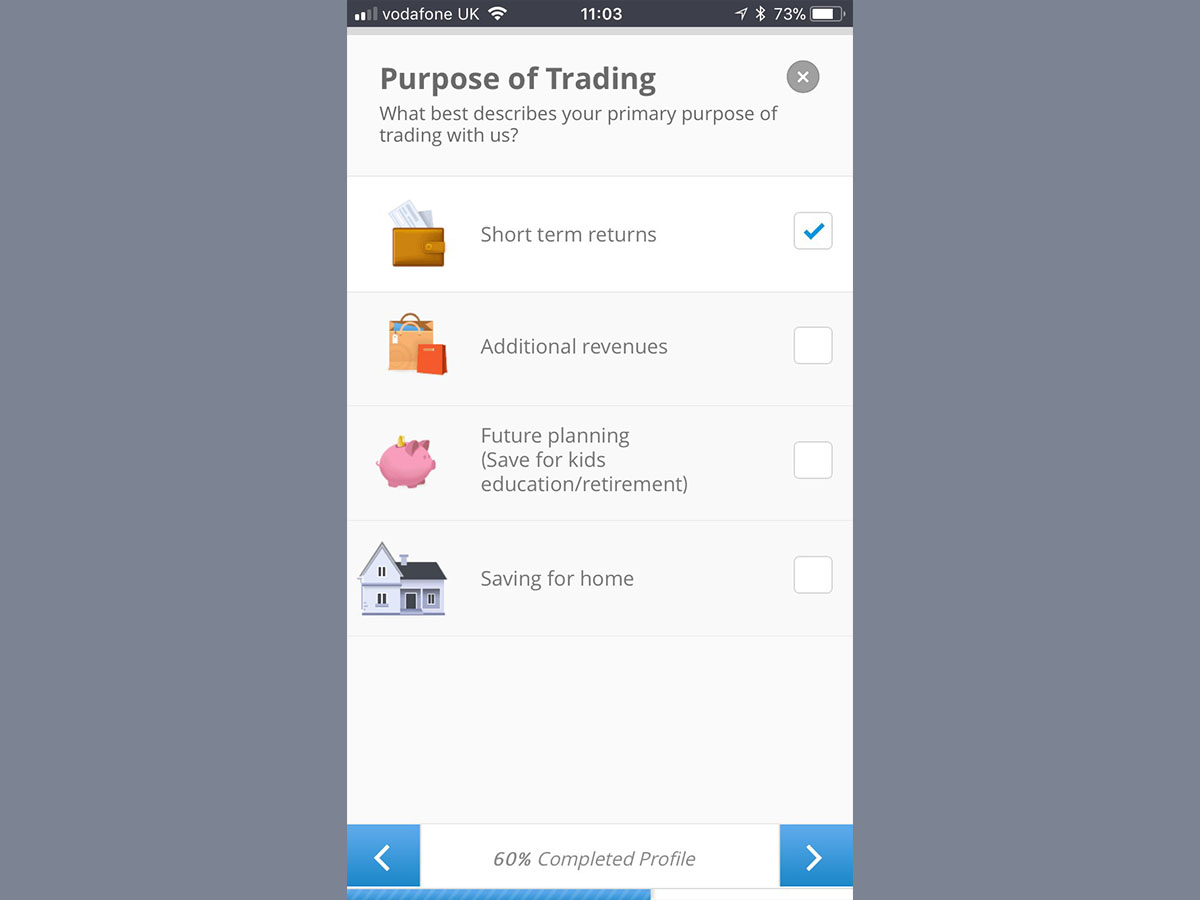 vodafone UK 11:03 73%
Purpose of Trading
What best describes your primary purpose of
trading with us?
Short term returns
Additional revenues
Future planning
(Save for kids
education/retirement)
Saving for home
60% Completed Profile